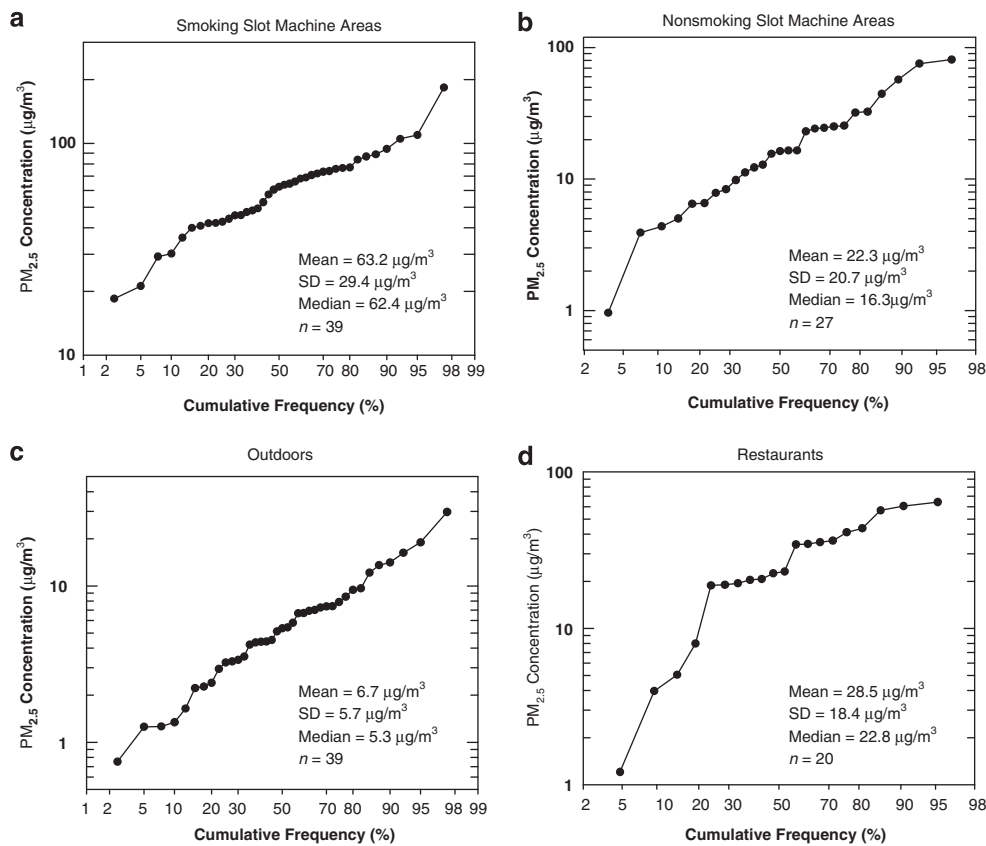 a
Smoking Slot Machine Areas
PM2.5 Concentration (μg/m3)
100
10
Mean = 63.2 μg/m3
SD = 29.4 μg/m3
Median = 62.4 μg/m3
n = 39
1 2 5 10 20 30 50 70 80 90 95 98 99
Cumulative Frequency (%)
b
Nonsmoking Slot Machine Areas
PM2.5 Concentration (μg/m3)
100
10
1
Mean = 22.3 μg/m3
SD = 20.7 μg/m3
Median = 16.3μg/m3
n = 27
2 5 10 20 30 50 70 80 90 95 98
Cumulative Frequency (%)
c
Outdoors
PM2.5 Concentration (μg/m3)
10
1
Mean = 6.7 μg/m3
SD = 5.7 μg/m3
Median = 5.3 μg/m3
n = 39
1 2 5 10 20 30 50 70 80 90 95 98 99
Cumulative Frequency (%)
d
Restaurants
PM2.5 Concentration (μg/m3)
100
10
1
Mean = 28.5 μg/m3
SD = 18.4 μg/m3
Median = 22.8 μg/m3
n = 20
2 5 10 20 30 50 70 80 90 95 98
Cumulative Frequency (%)